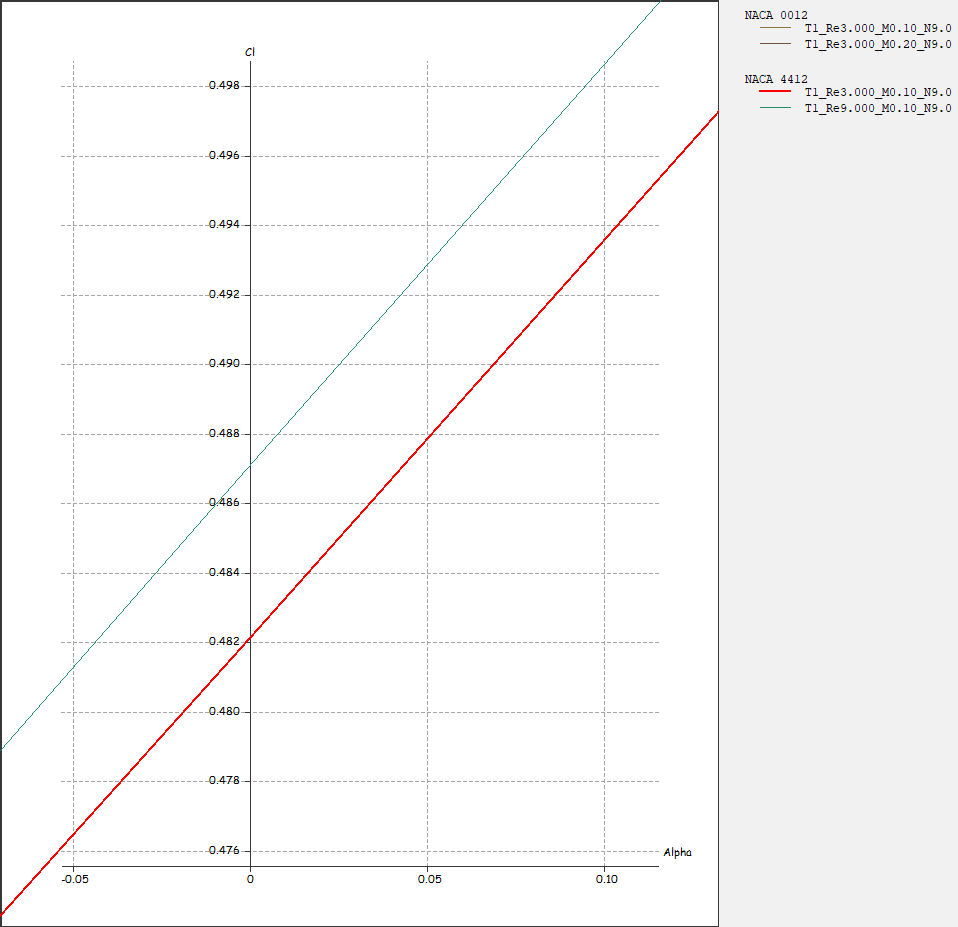 Cl
0.498
0.496
0.494
0.492
0.490
0.488
0.486
0.484
0.482
0.480
0.478
0.476
Alpha
-0.05 0 0.05 0.10
NACA 0012
T1_Re3.000_M0.10_N9.0
T1_Re3.000_M0.20_N9.0
NACA 4412
T1_Re3.000_M0.10_N9.0
T1_Re9.000_M0.10_N9.0